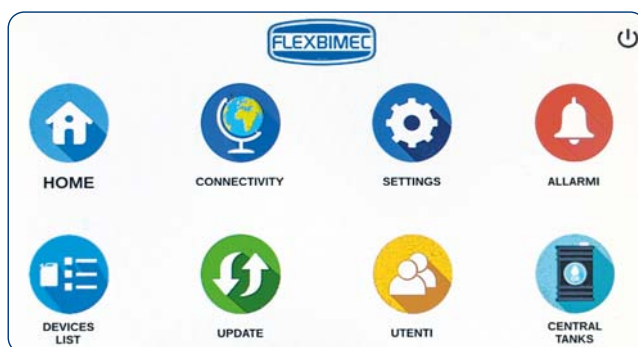 FLEXBIMEC
HOME
CONNECTIVITY
SETTINGS
ALLARMI
DEVICES
LIST
UPDATE
UTENTI
CENTRAL
TANKS